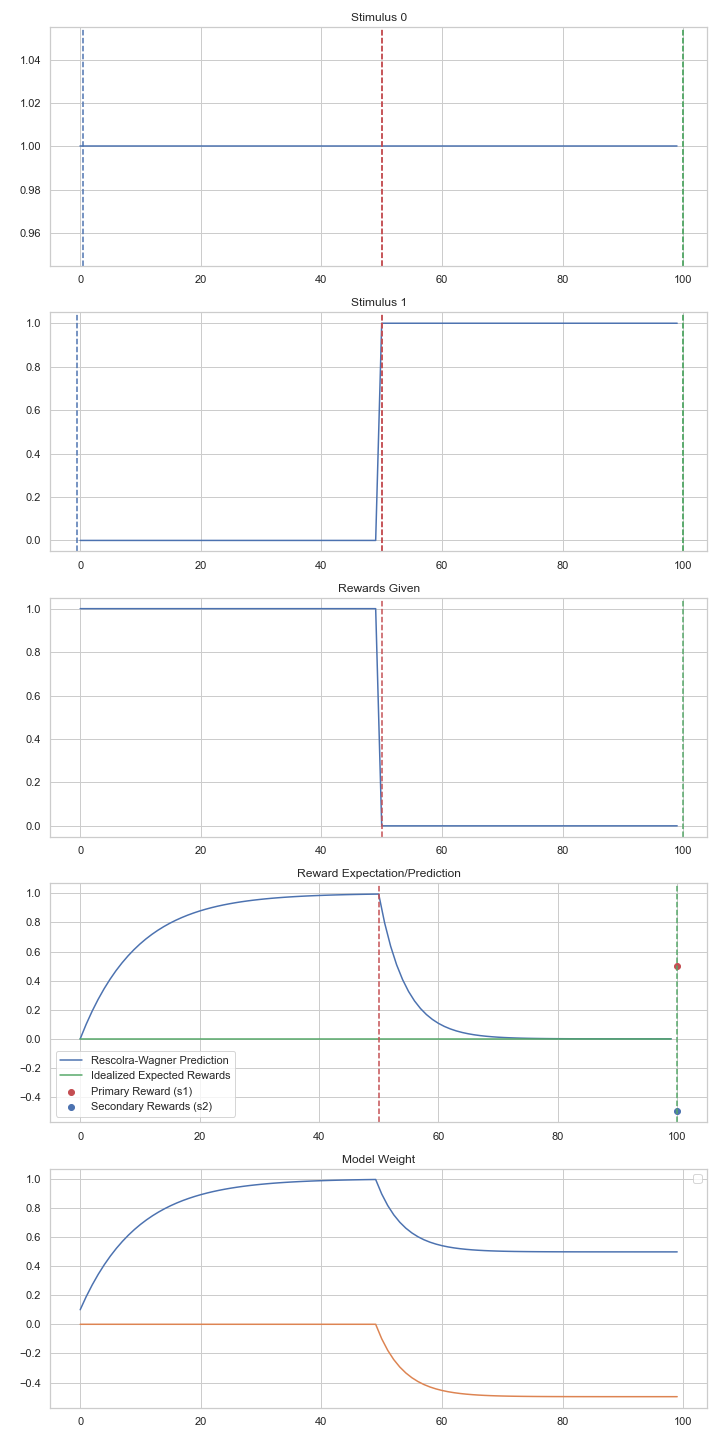 Stimulus 0
1.04
1.02
1.00
0.98
0.96
0 20 40 60 80 100
Stimulus 1
1.0
0.8
0.6
0.4
0.2
0.0
0 20 40 60 80 100
Rewards Given
1.0
0.8
0.6
0.4
0.2
0.0
0 20 40 60 80 100
Reward Expectation/Prediction
1.0
0.8
0.6
0.4
0.2
0.0
−0.2
−0.4
Rescolra-Wagner Prediction
Idealized Expected Rewards
Primary Reward (s1)
Secondary Rewards (s2)
0 20 40 60 80 100
Model Weight
1.0
0.8
0.6
0.4
0.2
0.0
−0.2
−0.4
0 20 40 60 80 100